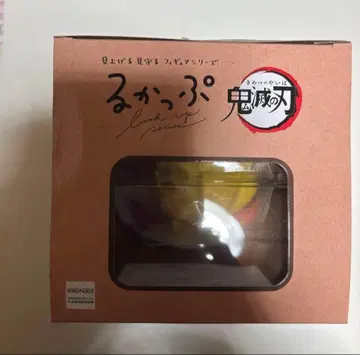 見上げる 見守る フィギュアシリーズ
るかっぷ
Look up
series
きめつのやいば
鬼滅の刃